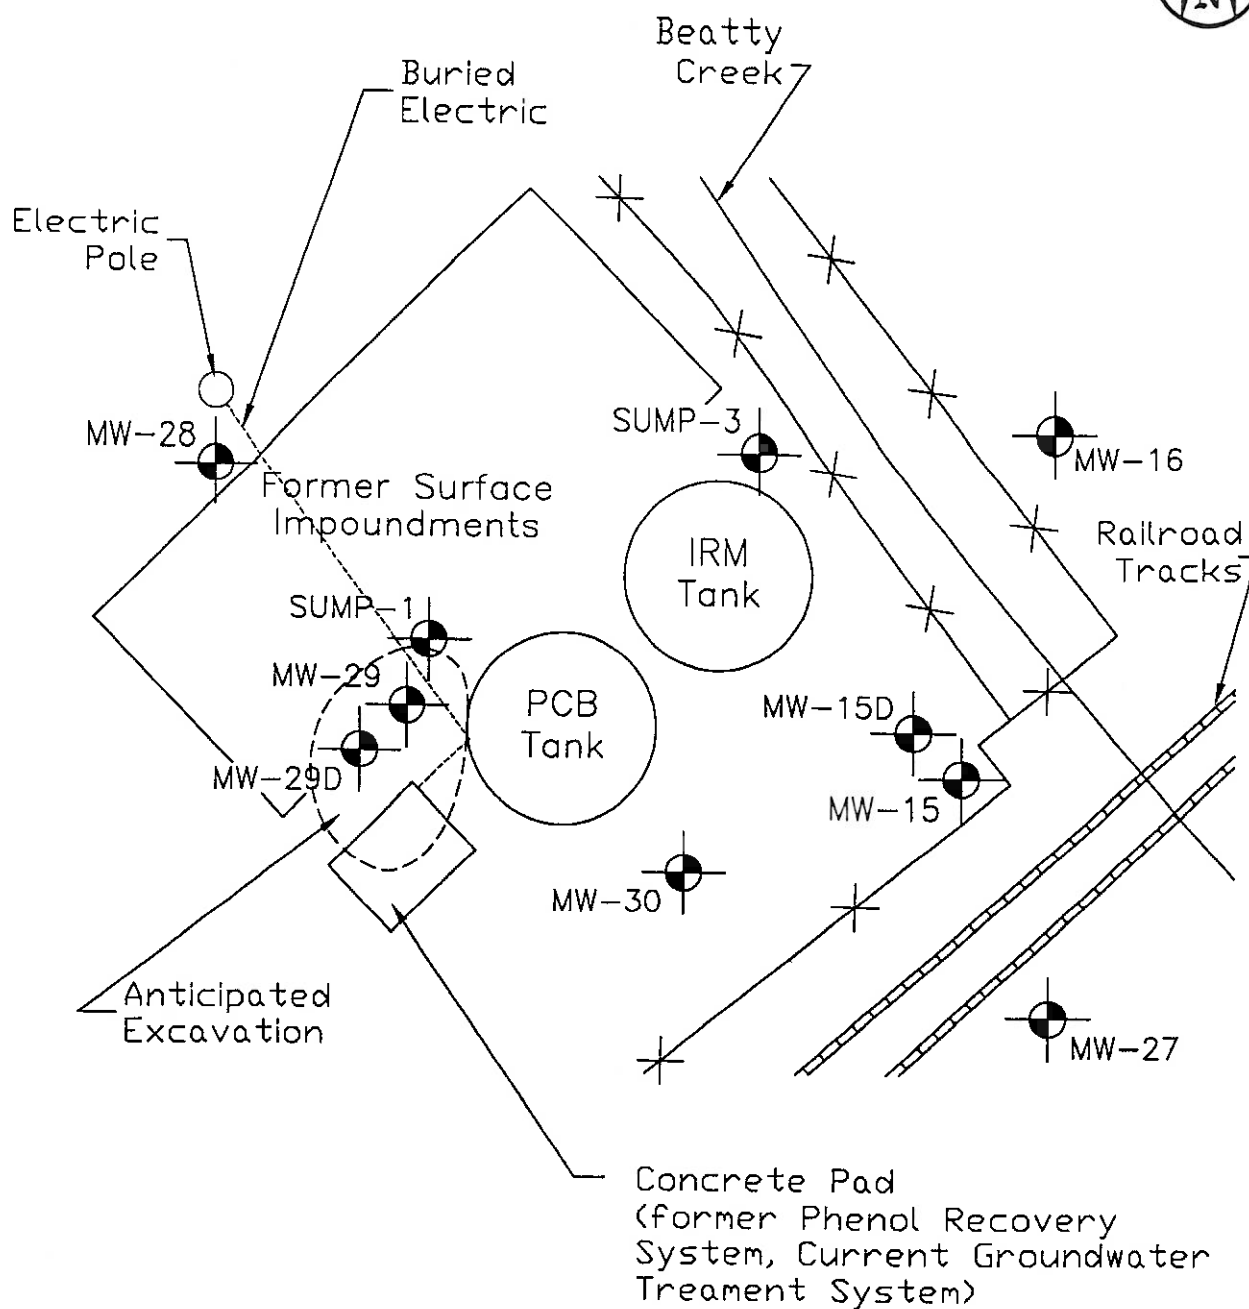 N
Beatty
Creek
Buried
Electric
Electric
Pole
SUMP-3
MW-28
MW-16
Former Surface
Impoundments
IRM
Tank
Railroad
Tracks
SUMP-1
MW-29
PCB
Tank
MW-15D
MW-29D
MW-15
MW-30
Anticipated
Excavation
MW-27
Concrete Pad
(former Phenol Recovery
System, Current Groundwater
Treament System)